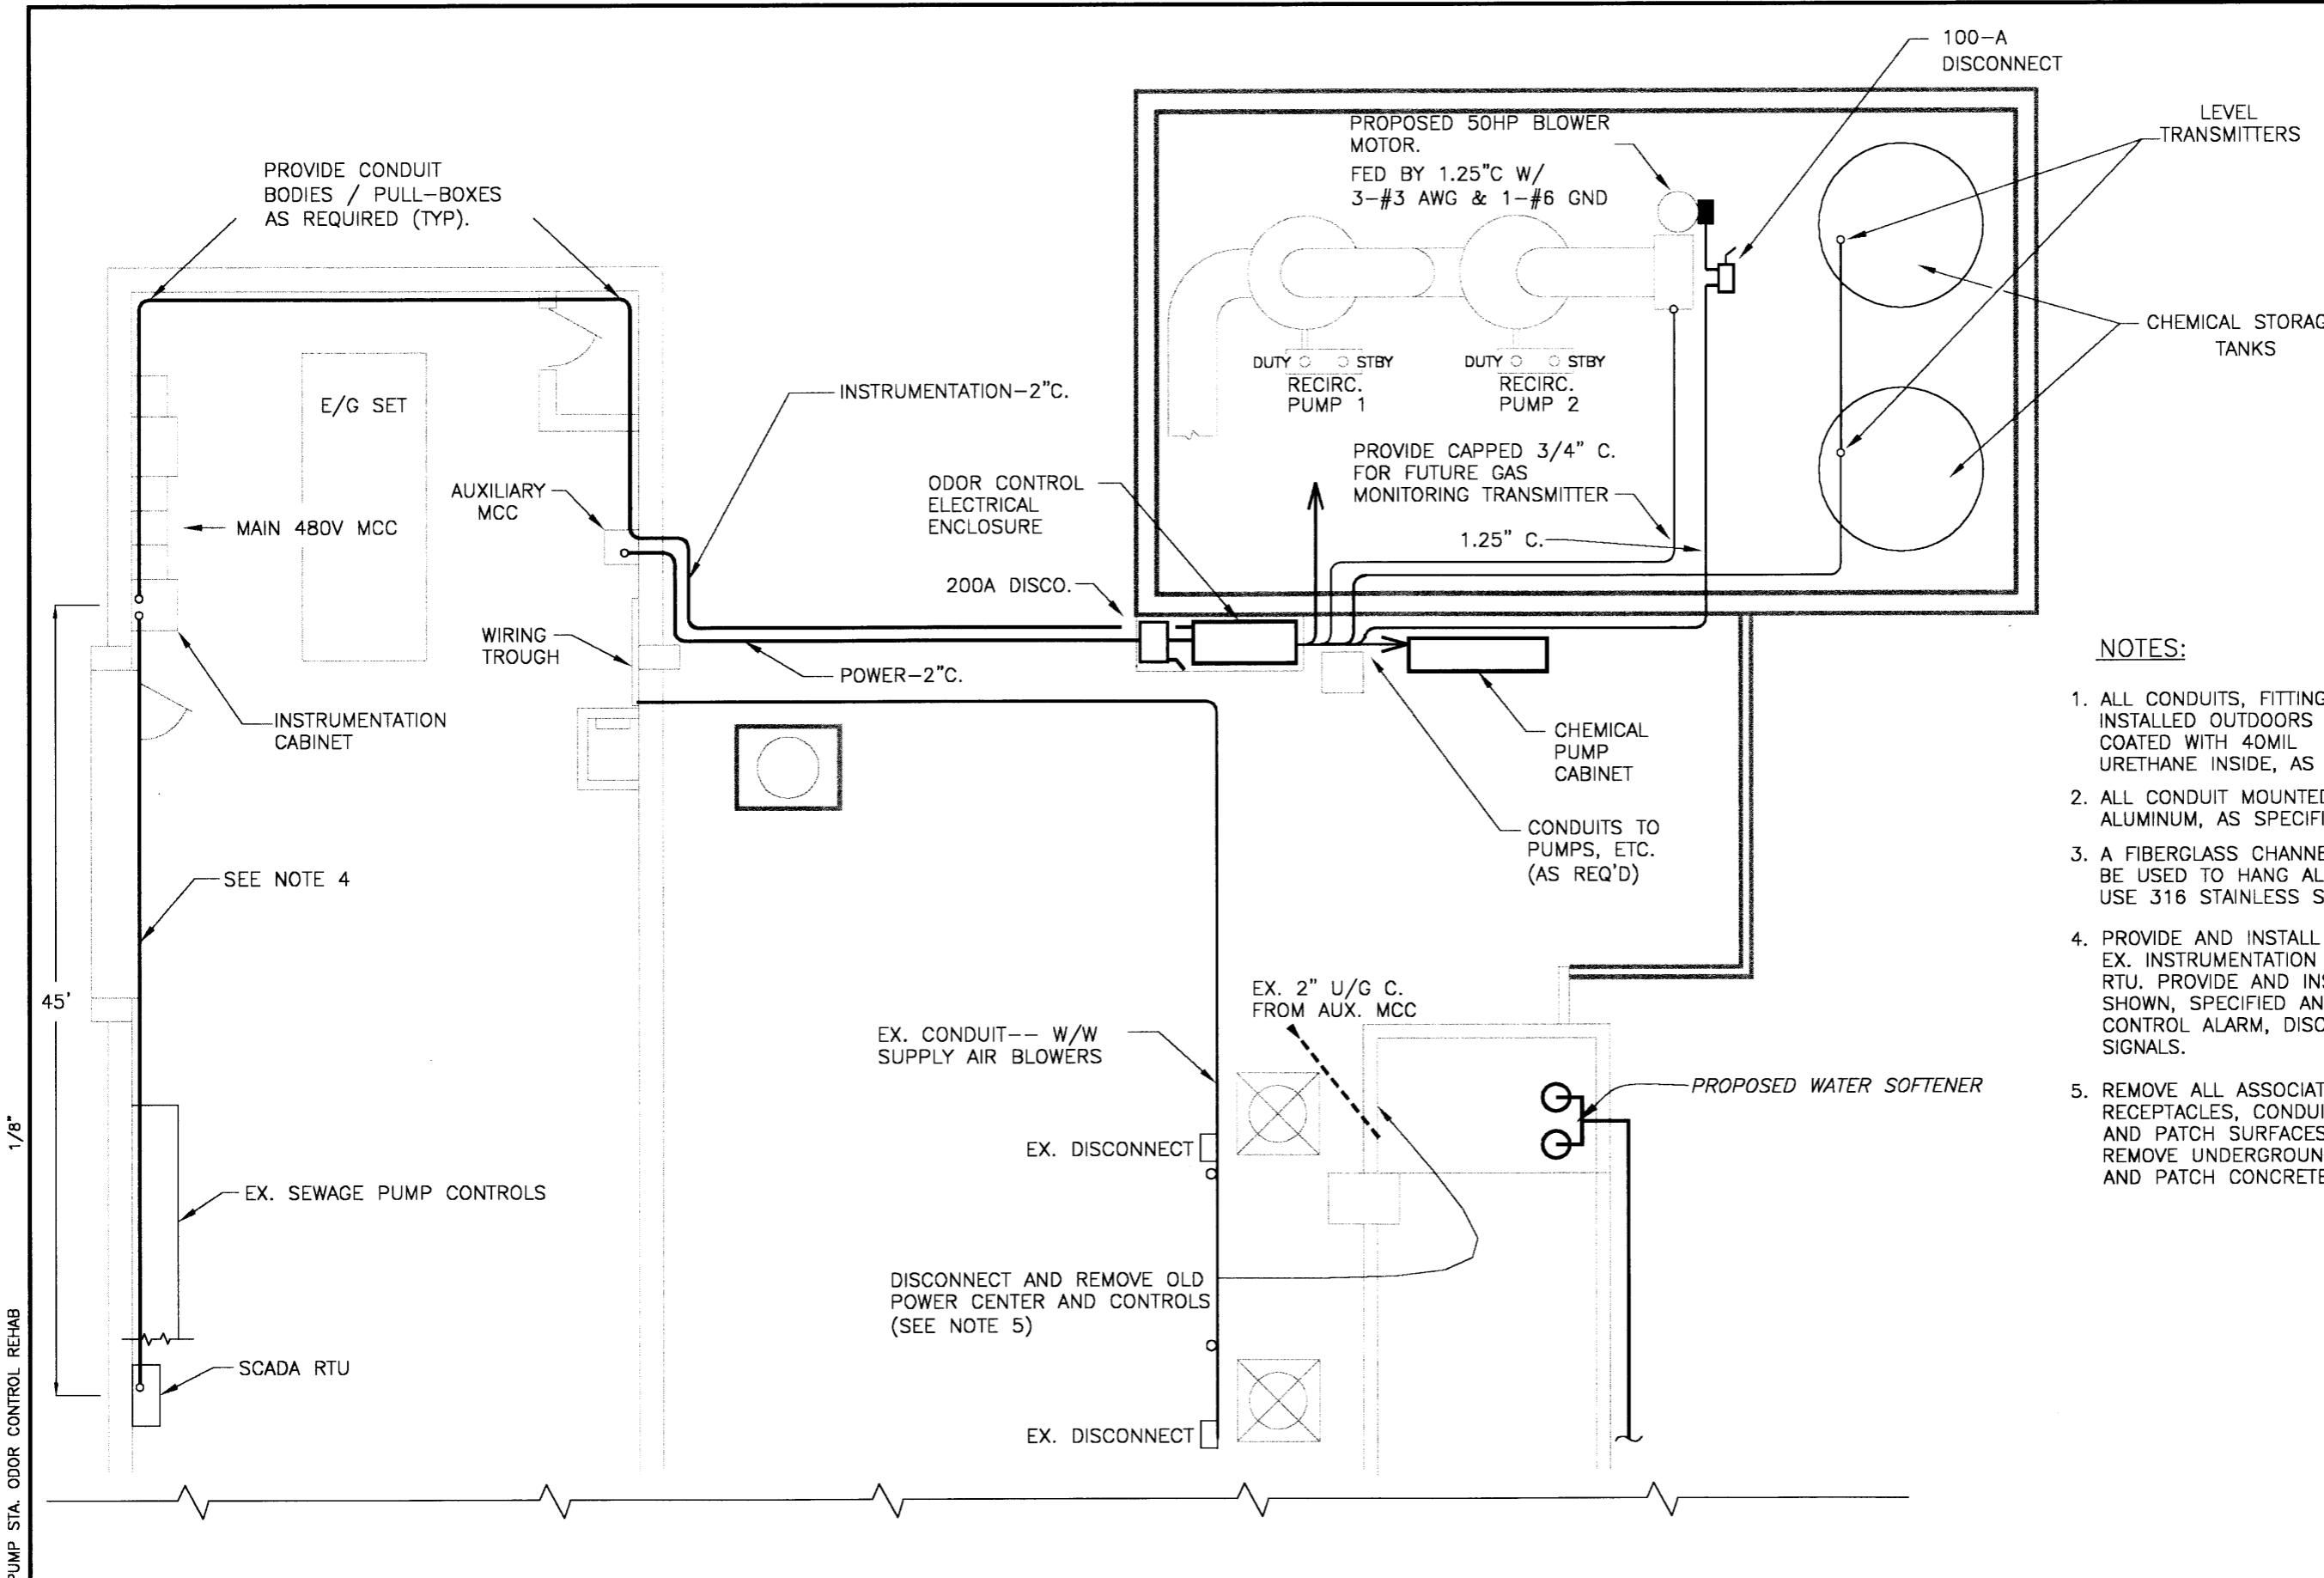 100-A
DISCONNECT
LEVEL
TRANSMITTERS
PROPOSED 50HP BLOWER
MOTOR.
FED BY 1.25"C W/
3-#3 AWG & 1-#6 GND
PROVIDE CONDUIT
BODIES / PULL-BOXES
AS REQUIRED (TYP).
CHEMICAL STORAG
TANKS
DUTY
STBY
RECIRC.
PUMP 1
DUTY
STBY
RECIRC.
PUMP 2
E/G SET
INSTRUMENTATION-2"C.
PROVIDE CAPPED 3/4" C.
FOR FUTURE GAS
MONITORING TRANSMITTER
AUXILIARY
MCC
ODOR CONTROL
ELECTRICAL
ENCLOSURE
MAIN 480V MCC
1.25" C.
200A DISCO.
WIRING
TROUGH
POWER-2"C.
INSTRUMENTATION
CABINET
CHEMICAL
PUMP
CABINET
CONDUITS TO
PUMPS, ETC.
(AS REQ'D)
SEE NOTE 4
45'
EX. 2" U/G C.
FROM AUX. MCC
EX. CONDUIT-- W/W
SUPPLY AIR BLOWERS
PROPOSED WATER SOFTENER
EX. DISCONNECT
EX. SEWAGE PUMP CONTROLS
DISCONNECT AND REMOVE OLD
POWER CENTER AND CONTROLS
(SEE NOTE 5)
SCADA RTU
EX. DISCONNECT
NOTES:
1. ALL CONDUITS, FITTING
INSTALLED OUTDOORS
COATED WITH 40MIL
URETHANE INSIDE, AS
2. ALL CONDUIT MOUNTED
ALUMINUM, AS SPECIFI
3. A FIBERGLASS CHANNE
BE USED TO HANG AL
USE 316 STAINLESS S
4. PROVIDE AND INSTALL
EX. INSTRUMENTATION
RTU. PROVIDE AND INS
SHOWN, SPECIFIED AN
CONTROL ALARM, DISC
SIGNALS.
5. REMOVE ALL ASSOCIAT
RECEPTACLES, CONDUI
AND PATCH SURFACES
REMOVE UNDERGROUN
AND PATCH CONCRETE
1/8"
PUMP STA. ODOR CONTROL REHAB